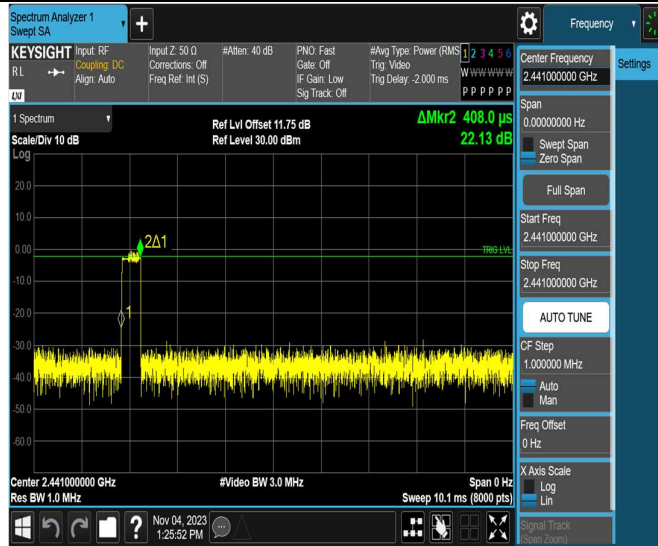 Spectrum Analyzer 1
Swept SA
Frequency
KEYSIGHT
Input: RF
Coupling: DC
Align: Auto
Input Z: 50 Ω
Corrections: Off
Freq Ref: Int (S)
#Atten: 40 dB
PNO: Fast
Gate: Off
IF Gain: Low
Sig Track: Off
#Avg Type: Power (RMS
Trig: Video
Trig Delay: -2.000 ms
1 2 3 4 5 6
W W W W W W
P P P P P P
R L
LXI
Center Frequency
2.441000000 GHz
Settings
1 Spectrum
Scale/Div 10 dB
Log
Ref Lvl Offset 11.75 dB
Ref Level 30.00 dBm
ΔMkr2 408.0 µs
22.13 dB
Span
0.00000000 Hz
Swept Span
Zero Span
Full Span
Start Freq
2.441000000 GHz
Stop Freq
2.441000000 GHz
AUTO TUNE
CF Step
1.000000 MHz
Auto
Man
Freq Offset
0 Hz
X Axis Scale
Log
Lin
Signal Track
(Span Zoom)
20.0
10.0
0.00
-10.0
-20.0
-30.0
-40.0
-50.0
-60.0
2Δ1
TRIG LVL
1
Center 2.441000000 GHz
Res BW 1.0 MHz
#Video BW 3.0 MHz
Span 0 Hz
Sweep 10.1 ms (8000 pts)
?
Nov 04, 2023
1:25:52 PM